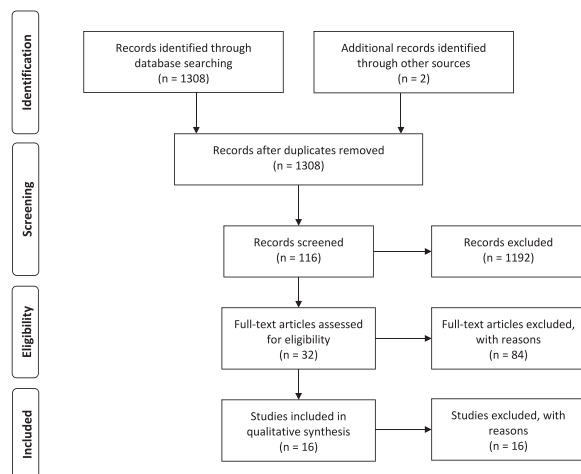 Identification
Records identified through
database searching
(n = 1308)
Additional records identified
through other sources
(n = 2)
Screening
Records after duplicates removed
(n = 1308)
Records screened
(n = 116)
Records excluded
(n = 1192)
Eligibility
Full-text articles assessed
for eligibility
(n = 32)
Full-text articles excluded,
with reasons
(n = 84)
Included
Studies included in
qualitative synthesis
(n = 16)
Studies excluded, with
reasons
(n = 16)